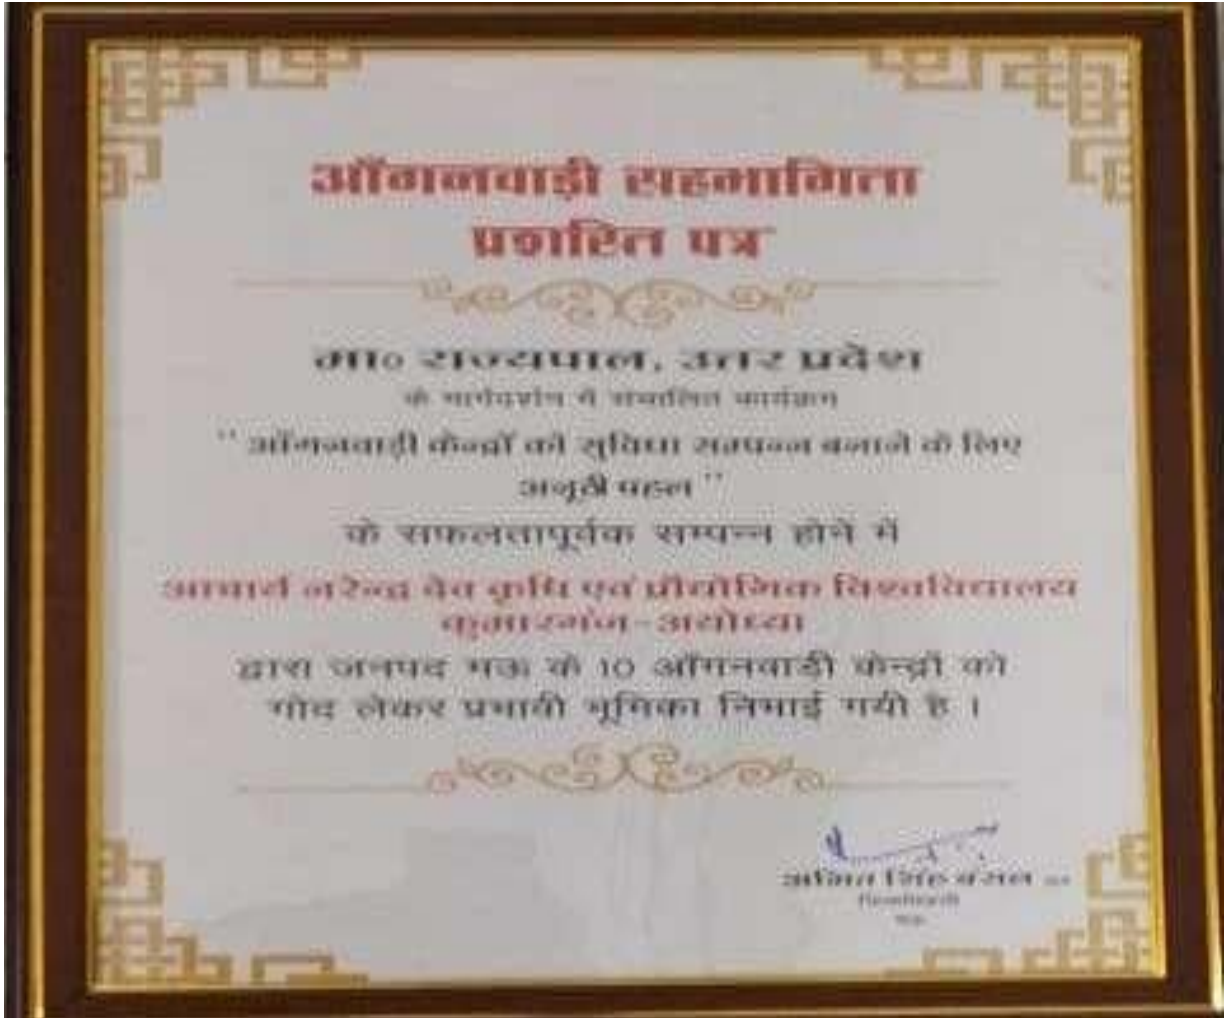 आँगनवाड़ी सहभागिता
प्रशस्ति पत्र
मा० राज्यपाल, उत्तर प्रदेश
के मार्गदर्शन में संचालित कार्यक्रम
" आँगनवाड़ी केन्द्रों को सुविधा सम्पन्न बनाने के लिए
अनूठी पहल "
के सफलतापूर्वक सम्पन्न होने में
आचार्य नरेन्द्र देव कृषि एवं प्रौद्योगिक विश्वविद्यालय
कुमारगंज-अयोध्या
द्वारा जनपद मऊ के 10 आँगनवाड़ी केन्द्रों को
गोद लेकर प्रभावी भूमिका निभाई गयी है ।
सिंह बंसल
जिलाधिकारी
मऊ